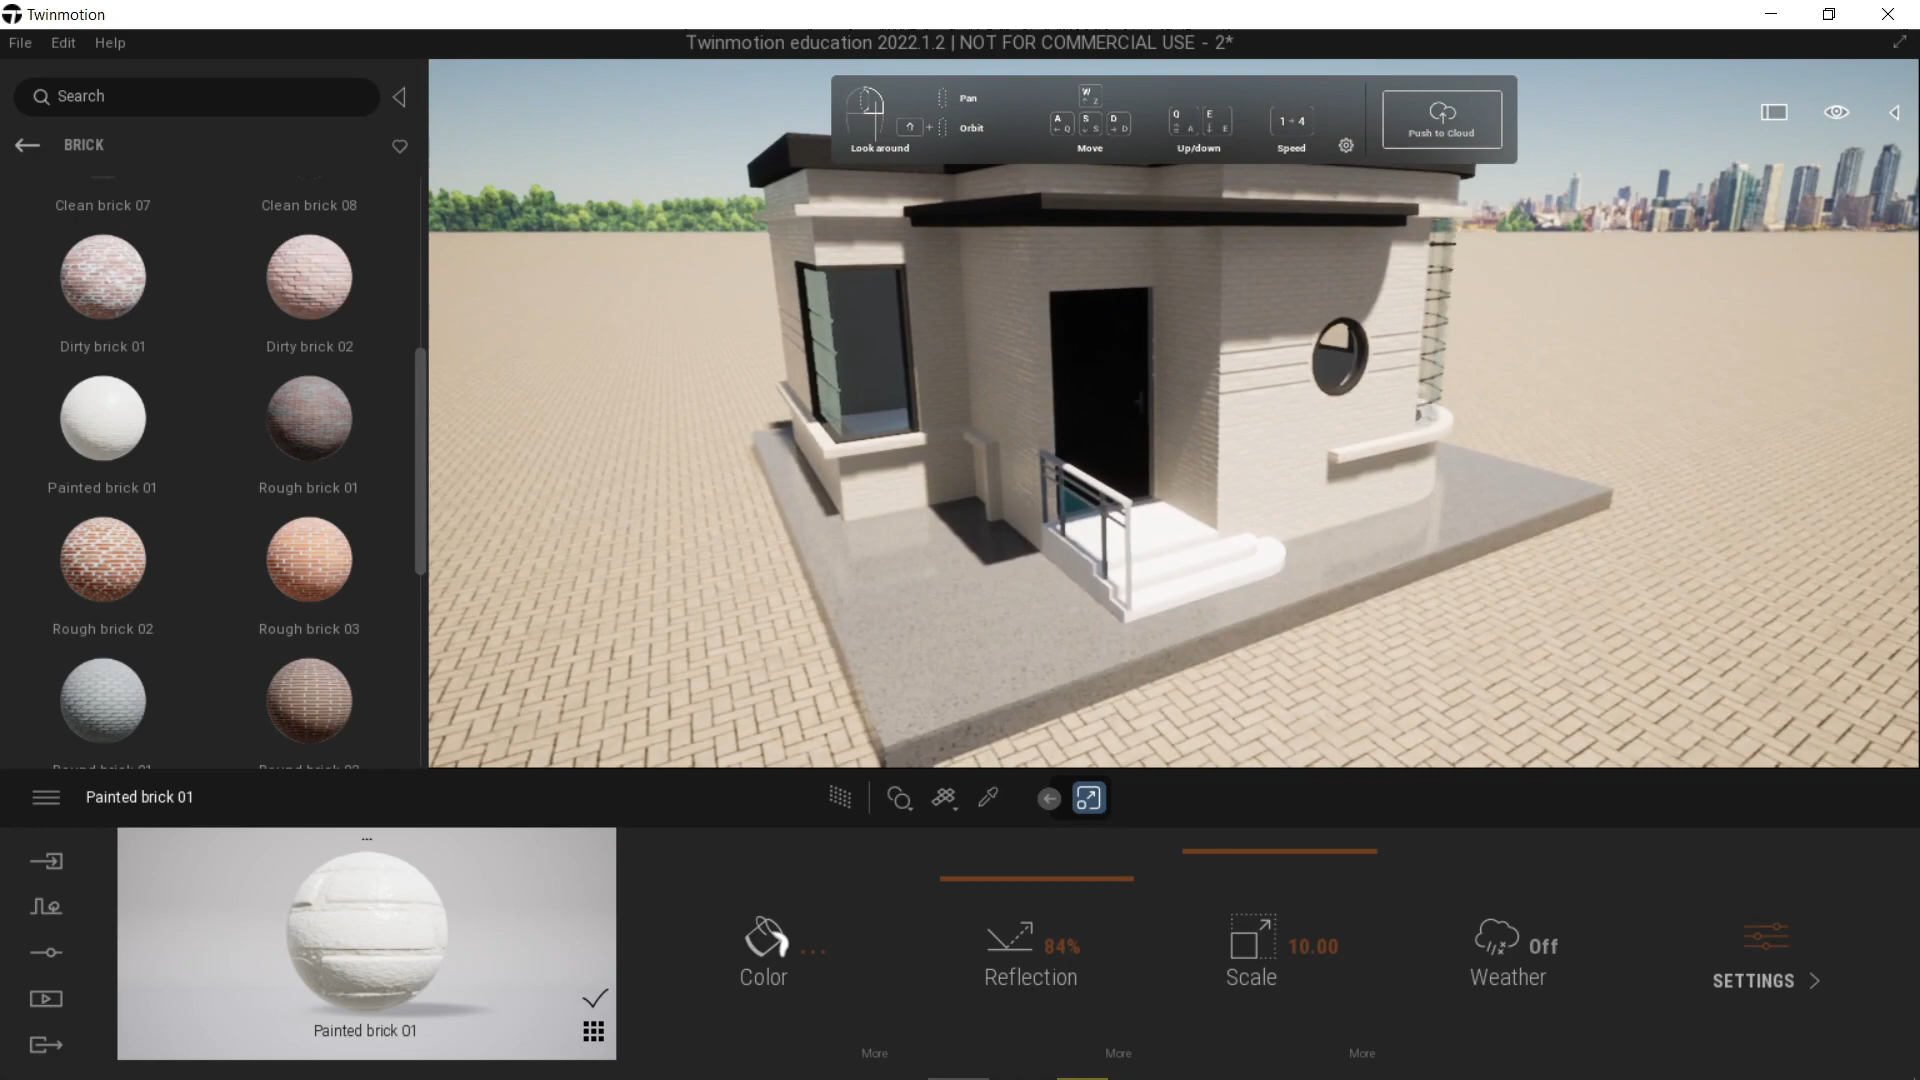 Twinmotion
File Edit Help
Twinmotion education 2022.1.2 | NOT FOR COMMERCIAL USE - 2*
Search
BRICK
Clean brick 07
Clean brick 08
Dirty brick 01
Dirty brick 02
Painted brick 01
Rough brick 01
Rough brick 02
Rough brick 03
Look around
Pan
+ Orbit
W
Z
A
Q
S
S
D
D
Move
Q
A
E
E
Up/down
1 4
Speed
Push to Cloud
Painted brick 01
...
Painted brick 01
Color ...
Reflection 84%
Scale 10.00
Weather Off
SETTINGS
More
More
More